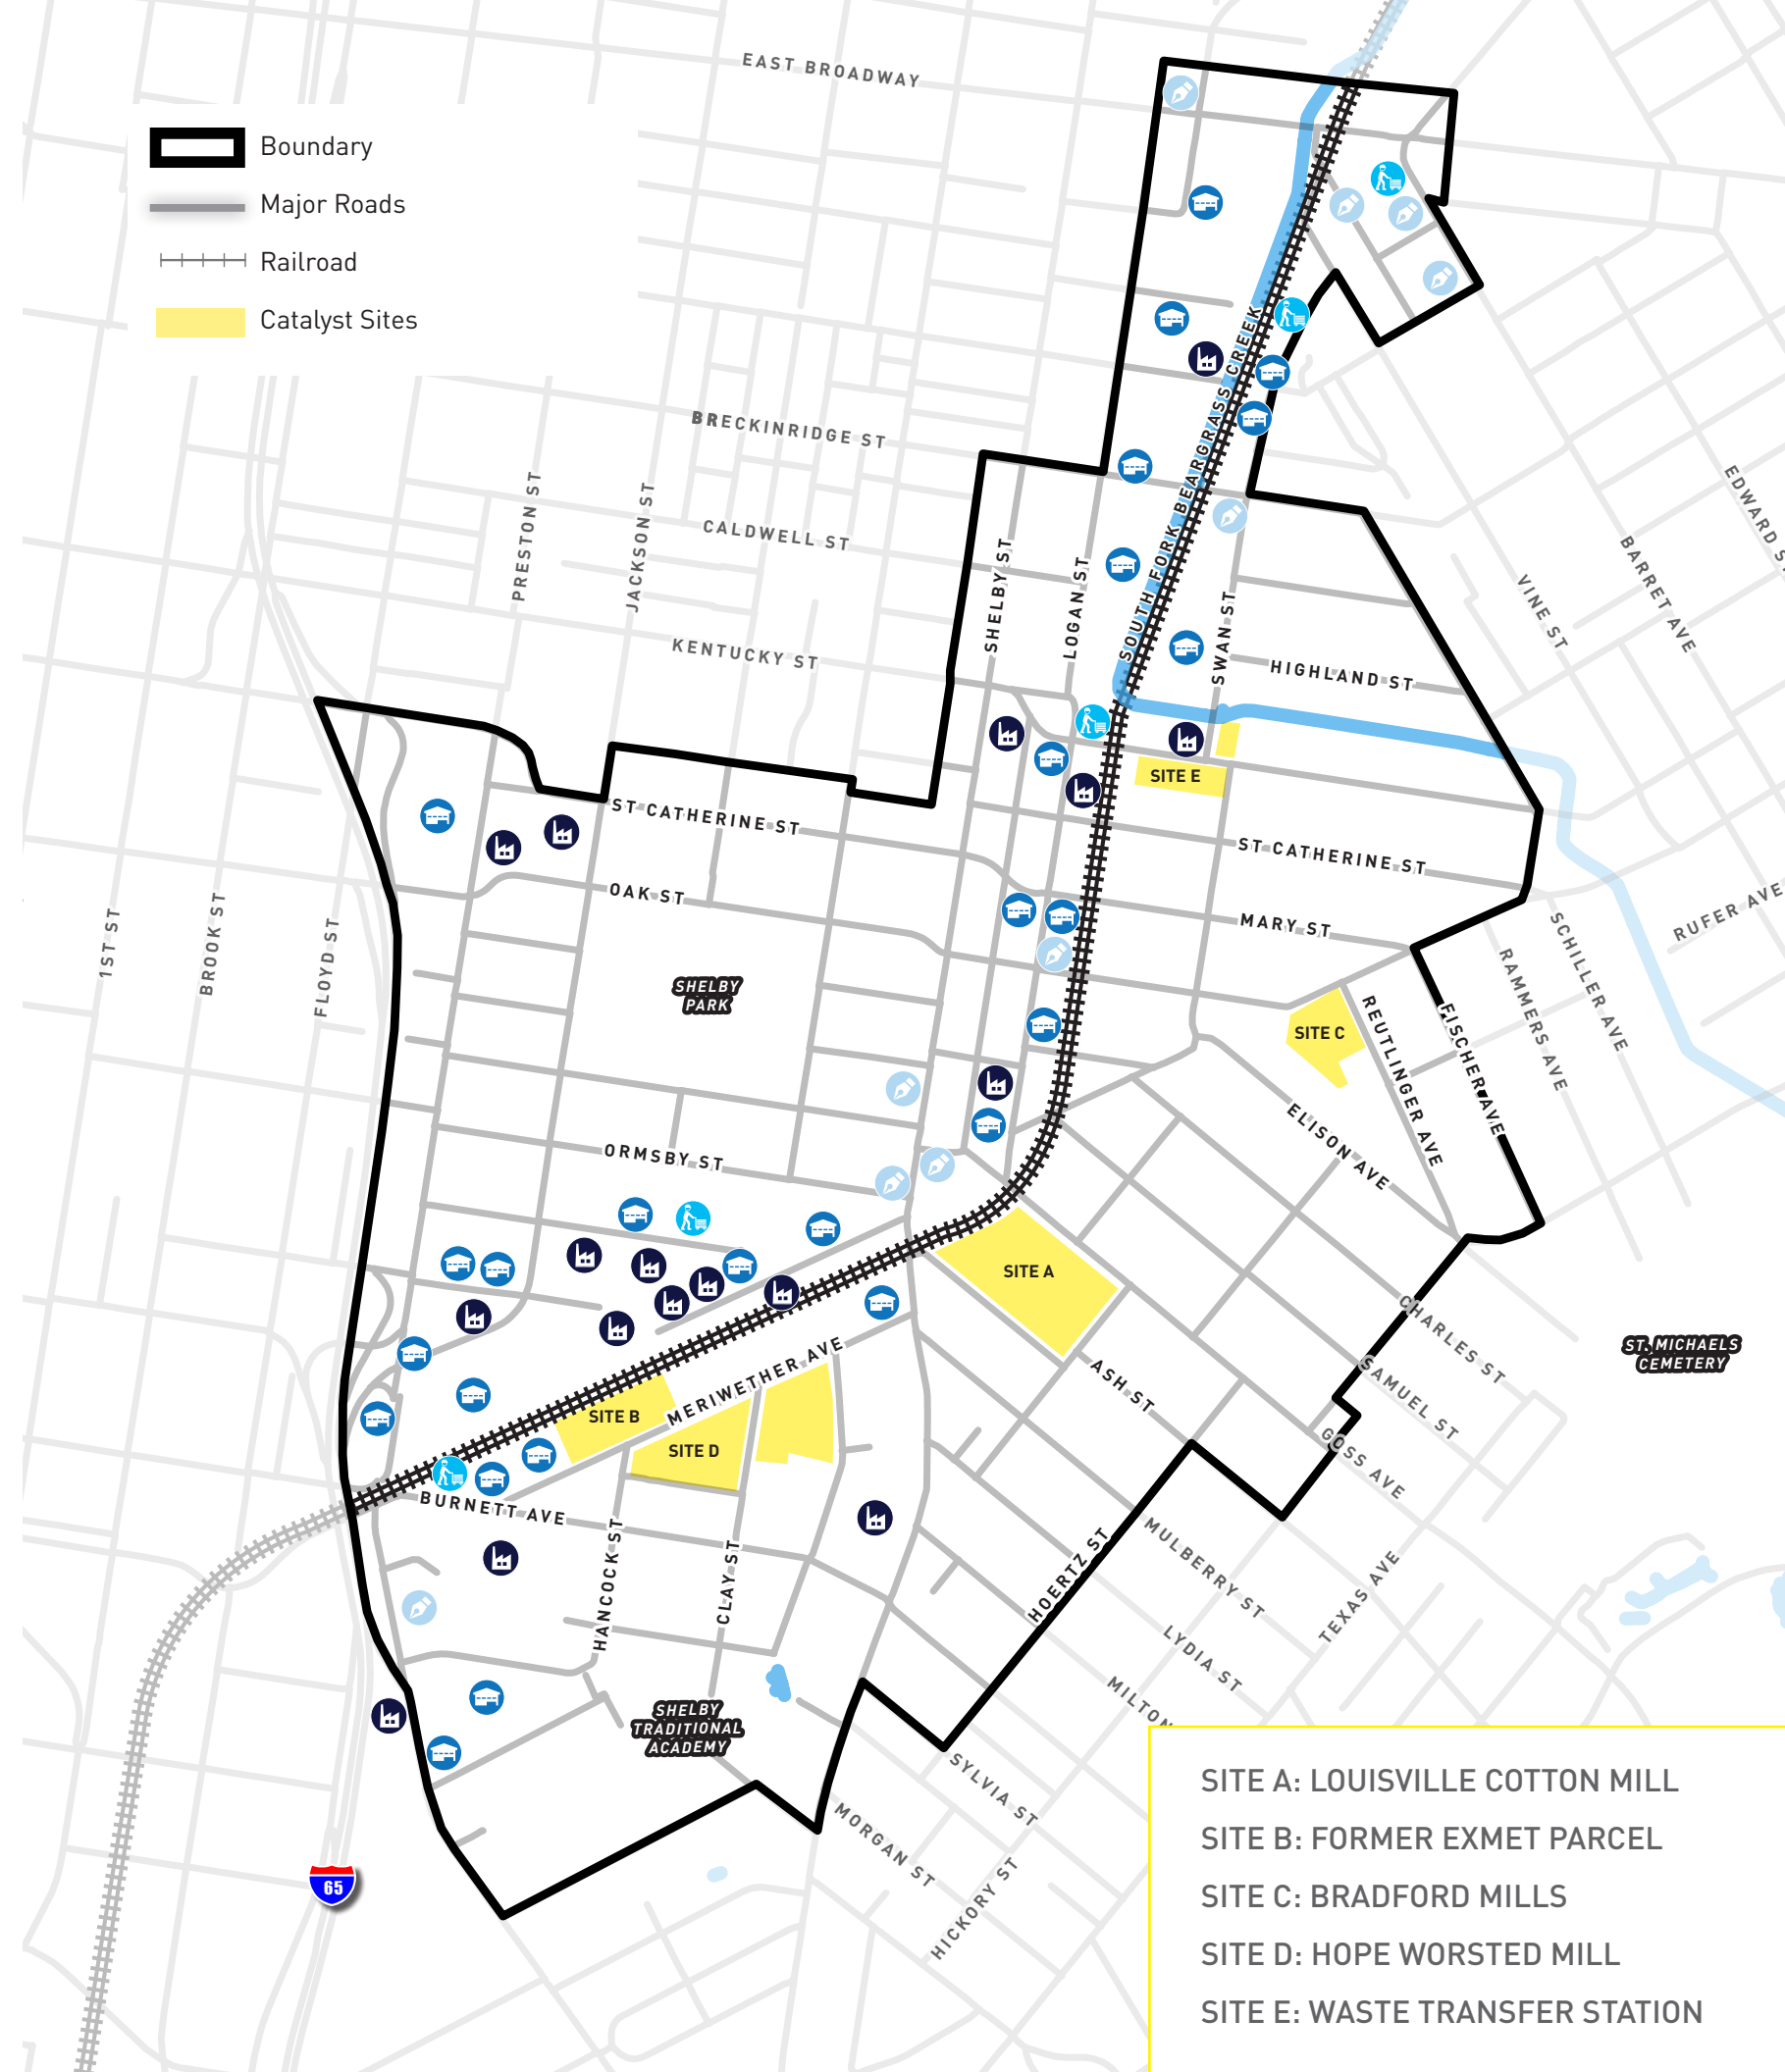 EAST BROADWAY
Boundary
Major Roads
Railroad
Catalyst Sites
BRECKINRIDGE ST
CALDWELL ST
KENTUCKY ST
PRESTON ST
JACKSON ST
SHELBY ST
LOGAN ST
SOUTH FORK BEARGRASS CREEK
SWAN ST
HIGHLAND ST
EDWARD ST
BARRET AVE
VINE ST
SITE E
ST CATHERINE ST
ST CATHERINE ST
OAK ST
MARY ST
1ST ST
BROOK ST
FLOYD ST
SHELBY
PARK
SITE C
REUTLINGER AVE
FISCHER AVE
RAMMERS AVE
SCHILLER AVE
RUFER AVE
ELISON AVE
ORMSBY ST
SITE A
CHARLES ST
SAMUEL ST
GOSS AVE
ST. MICHAELS
CEMETERY
MERIWETHER AVE
SITE B
SITE D
ASH ST
BURNETT AVE
HANCOCK ST
CLAY ST
HOERTZ ST
MULBERRY ST
TEXAS AVE
LYDIA ST
MILTON
SHELBY
TRADITIONAL
ACADEMY
SYLVIA ST
MORGAN ST
HICKORY ST
65
SITE A: LOUISVILLE COTTON MILL
SITE B: FORMER EXMET PARCEL
SITE C: BRADFORD MILLS
SITE D: HOPE WORSTED MILL
SITE E: WASTE TRANSFER STATION